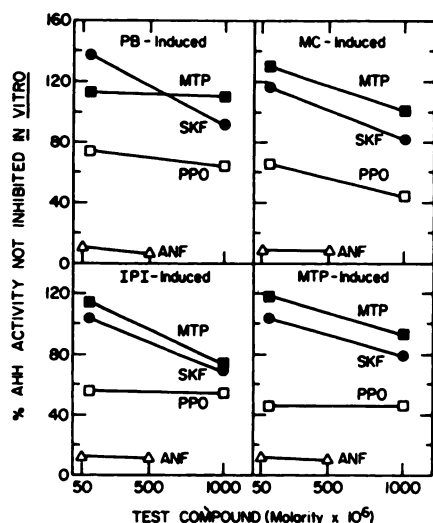 % AHH ACTIVITY NOT INHIBITED IN VITRO
PB-Induced
MC-Induced
160
120
80
40
0
MTP
SKF
PPO
ANF
MTP
SKF
PPO
ANF
IPI-Induced
MTP-Induced
120
80
40
0
MTP
SKF
PPO
ANF
MTP
SKF
PPO
ANF
50 500 1000 50 500 1000
TEST COMPOUND (Molarity x 10⁶)